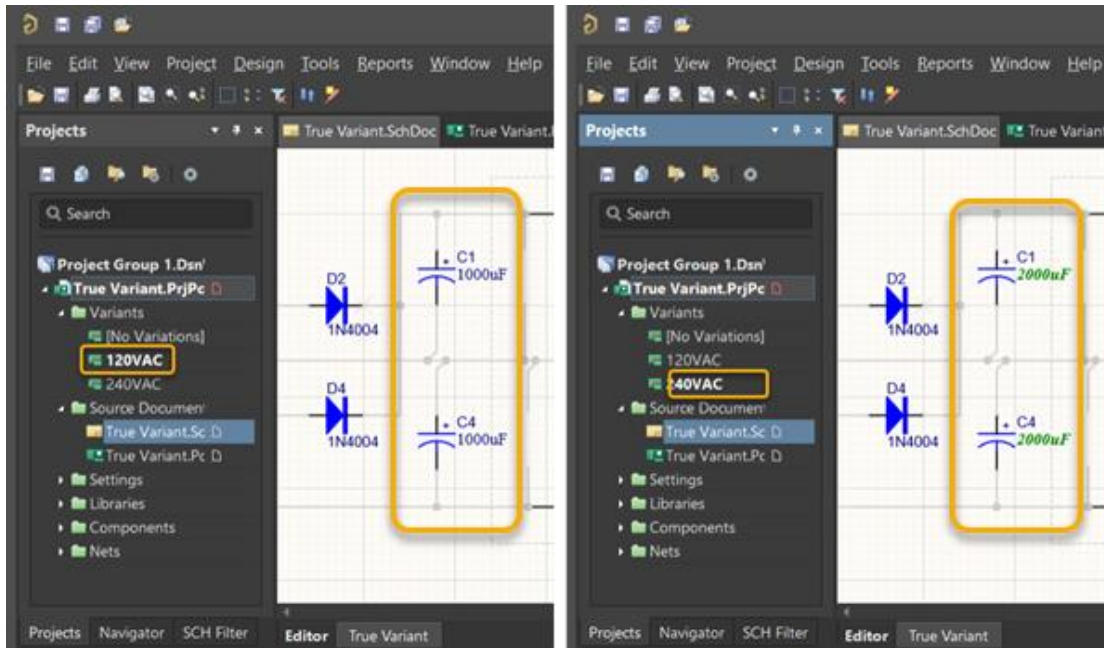 File Edit View Project Design Tools Reports Window Help
Projects
True Variant.SchDoc True Variant.
Search
Project Group 1.Dsn
True Variant.PrjPc
Variants
[No Variations]
120VAC
240VAC
Source Documen
True Variant.Sc
True Variant.Pc
Settings
Libraries
Components
Nets
D2
1N4004
C1
1000uF
D4
1N4004
C4
1000uF
Projects Navigator SCH Filter
Editor True Variant
File Edit View Project Design Tools Reports Window Help
Projects
True Variant.SchDoc True Variant
Search
Project Group 1.Dsn
True Variant.PrjPc
Variants
[No Variations]
120VAC
240VAC
Source Documen
True Variant.Sc
True Variant.Pc
Settings
Libraries
Components
Nets
D2
1N4004
C1
2000uF
D4
1N4004
C4
2000uF
Projects Navigator SCH Filter
Editor True Variant